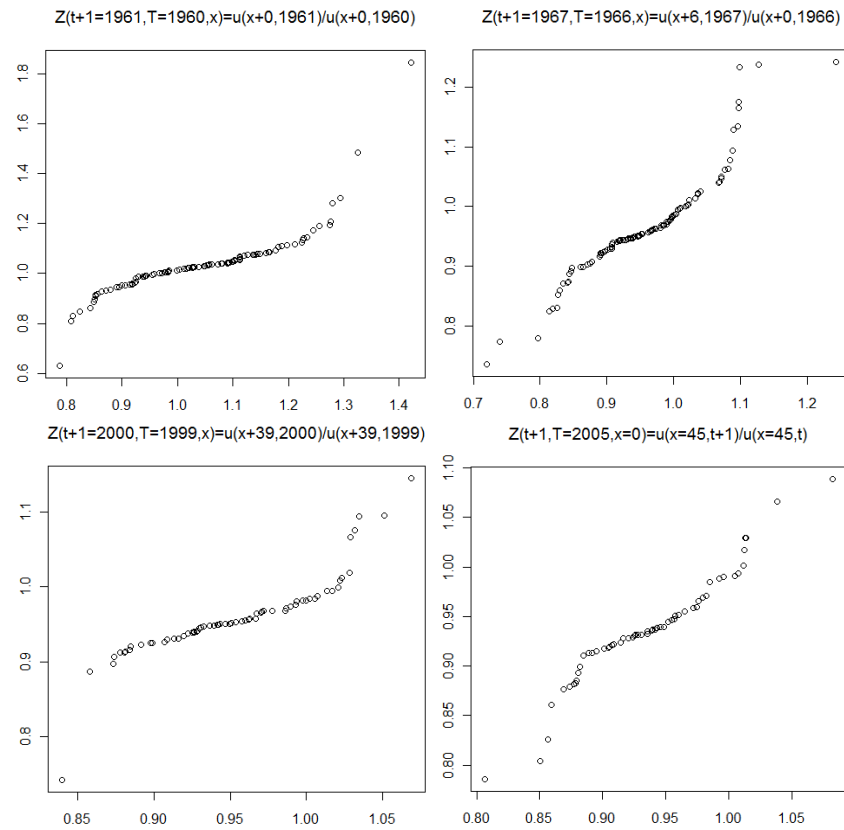 Z(t+1=1961,T=1960,x)=u(x+0,1961)/u(x+0,1960)
Z(t+1=1967,T=1966,x)=u(x+6,1967)/u(x+0,1966)
1.8
1.6
1.4
1.2
1.0
0.8
0.6
0.8 0.9 1.0 1.1 1.2 1.3 1.4
1.2
1.1
1.0
0.9
0.8
0.7 0.8 0.9 1.0 1.1 1.2
Z(t+1=2000,T=1999,x)=u(x+39,2000)/u(x+39,1999)
Z(t+1,T=2005,x=0)=u(x=45,t+1)/u(x=45,t)
1.1
1.0
0.9
0.8
0.85 0.90 0.95 1.00 1.05
1.10
1.05
1.00
0.95
0.90
0.85
0.80
0.80 0.85 0.90 0.95 1.00 1.05